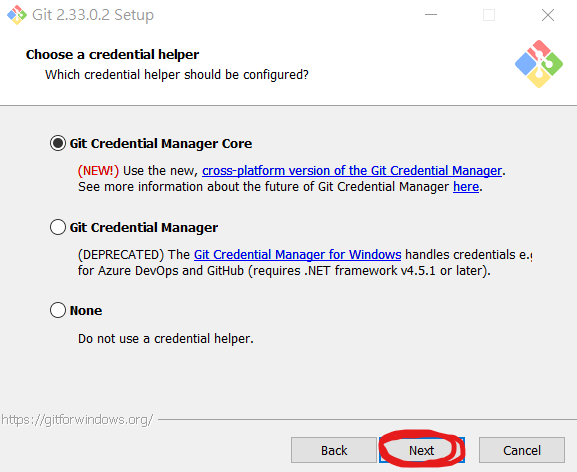 Git 2.33.0.2 Setup
Choose a credential helper
Which credential helper should be configured?
Git Credential Manager Core
(NEW!) Use the new, cross-platform version of the Git Credential Manager.
See more information about the future of Git Credential Manager here.
Git Credential Manager
(DEPRECATED) The Git Credential Manager for Windows handles credentials e.g
for Azure DevOps and GitHub (requires .NET framework v4.5.1 or later).
None
Do not use a credential helper.
https://gitforwindows.org/
Back Next Cancel